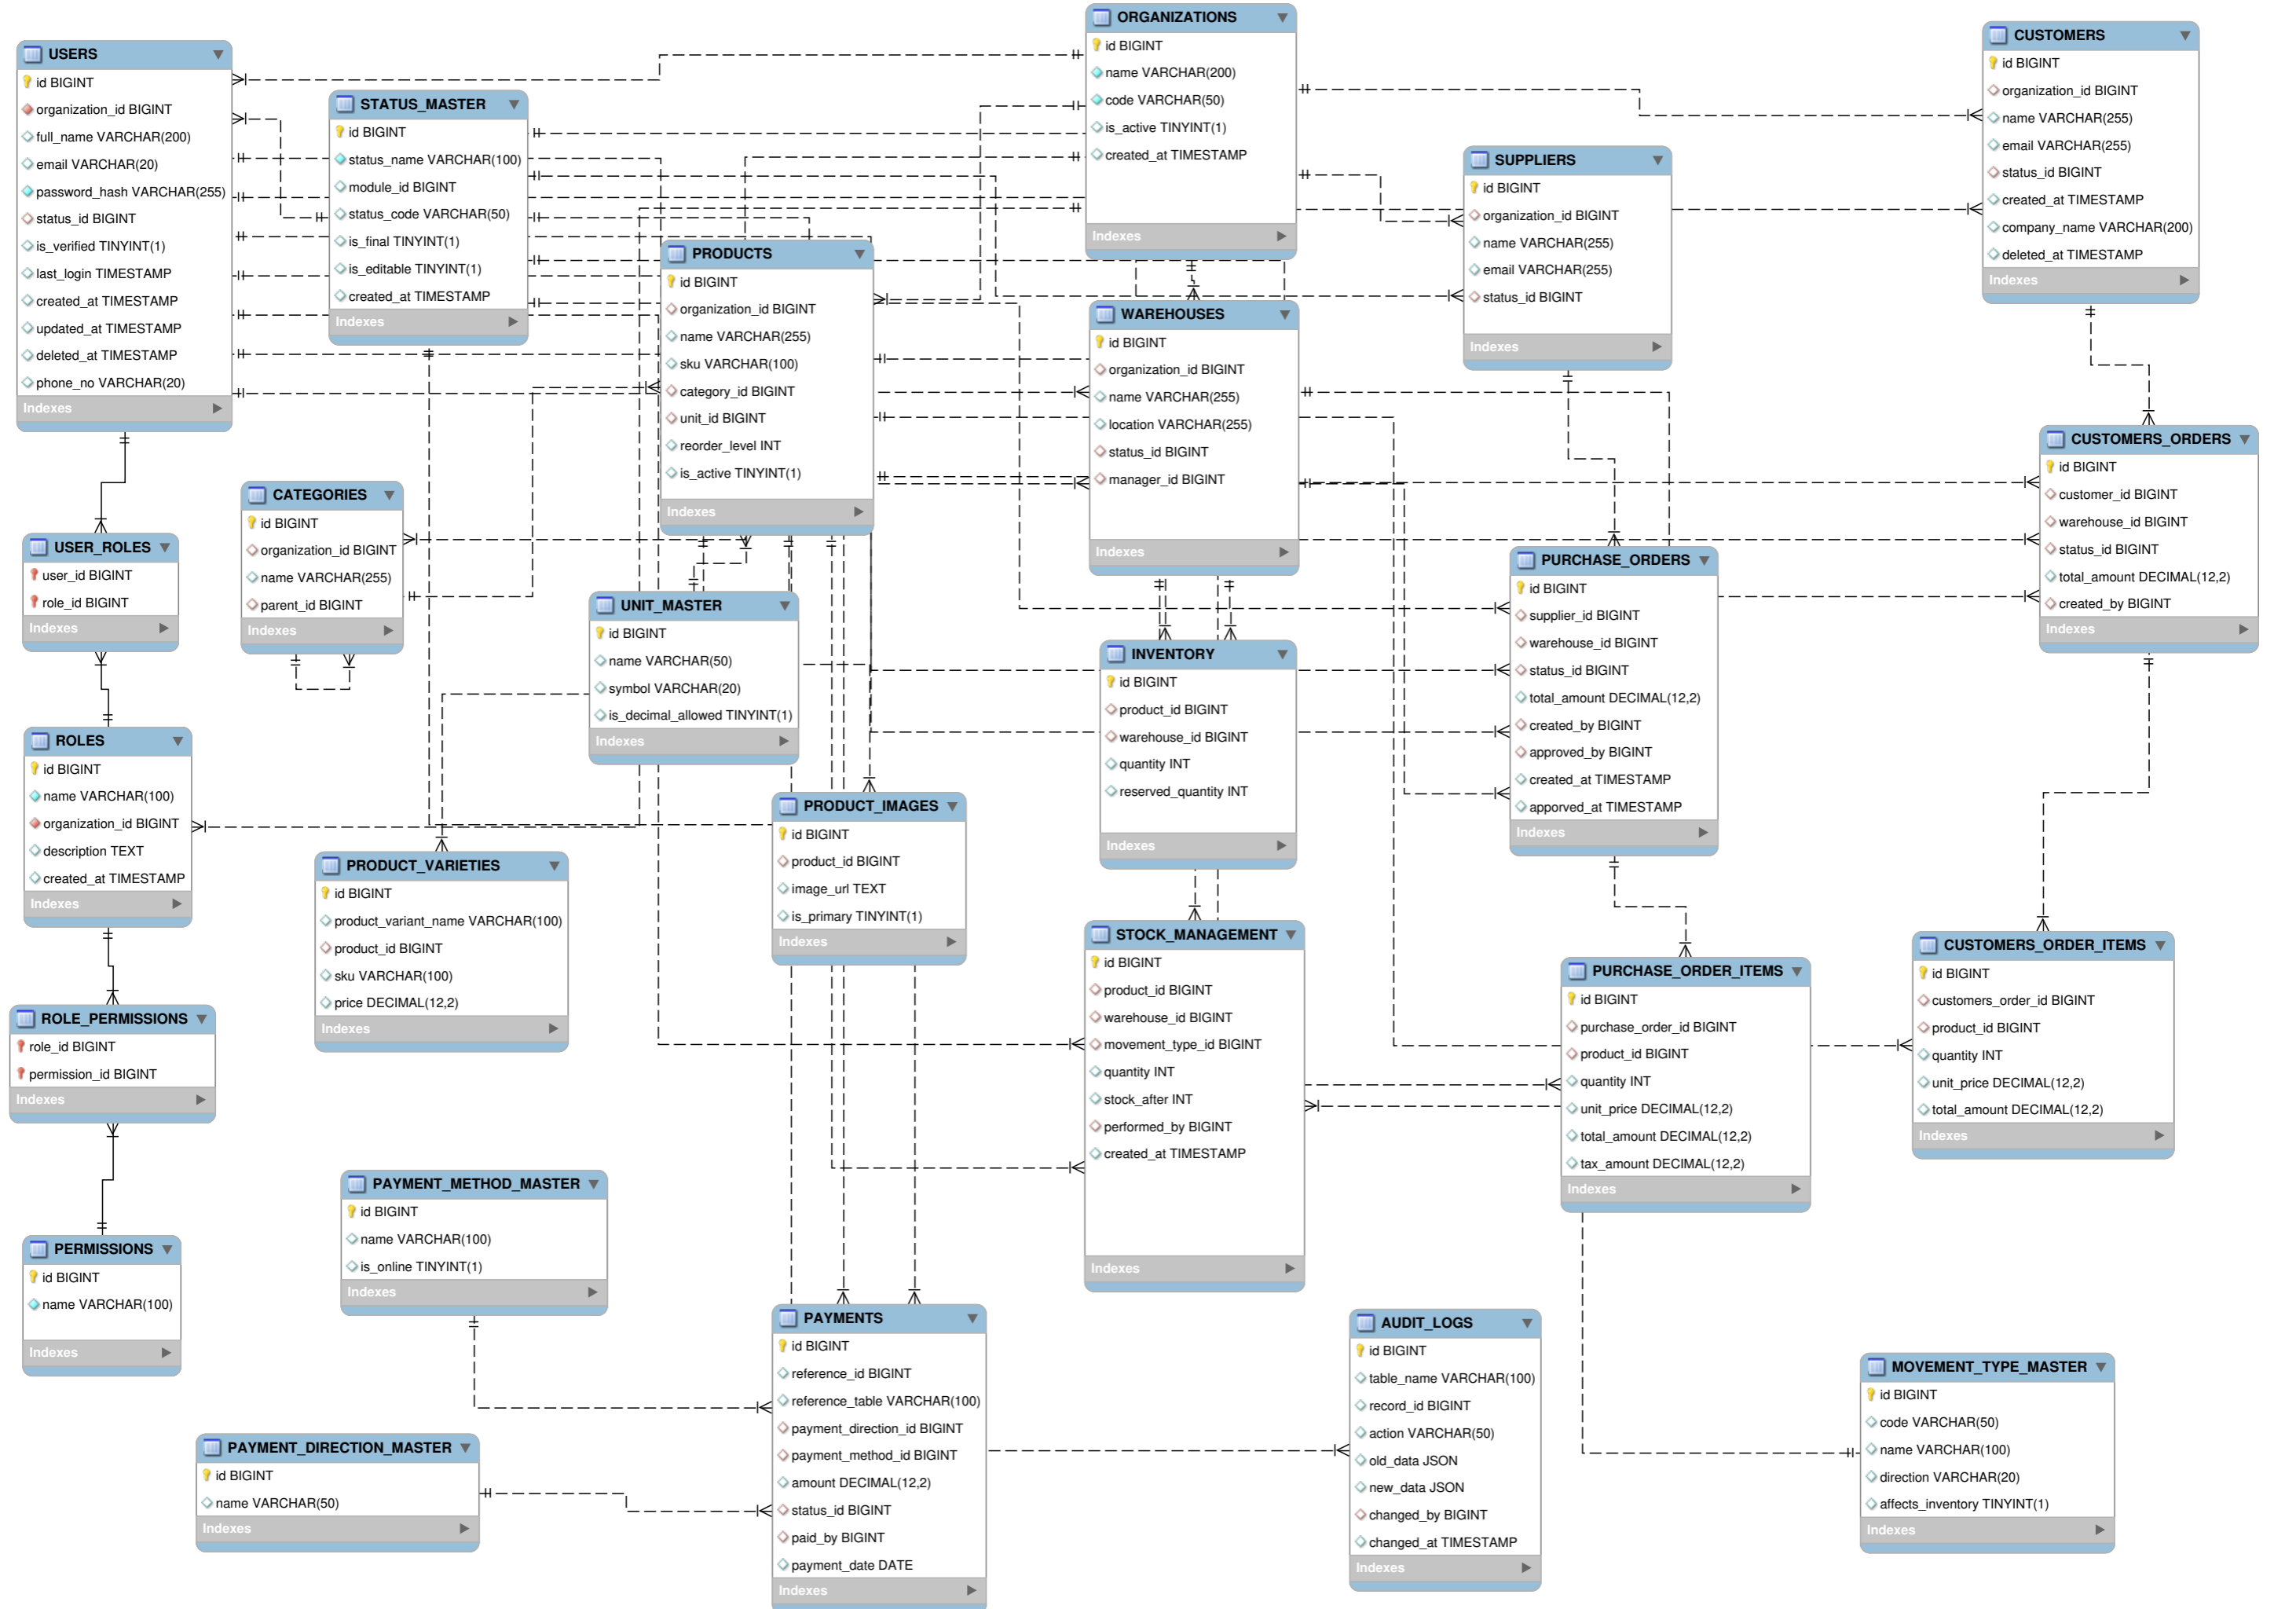 USERS
id BIGINT
organization_id BIGINT
full_name VARCHAR(200)
email VARCHAR(20)
password_hash VARCHAR(255)
status_id BIGINT
is_verified TINYINT(1)
last_login TIMESTAMP
created_at TIMESTAMP
updated_at TIMESTAMP
deleted_at TIMESTAMP
phone_no VARCHAR(20)
Indexes
STATUS_MASTER
id BIGINT
status_name VARCHAR(100)
module_id BIGINT
status_code VARCHAR(50)
is_final TINYINT(1)
is_editable TINYINT(1)
created_at TIMESTAMP
Indexes
ORGANIZATIONS
id BIGINT
name VARCHAR(200)
code VARCHAR(50)
is_active TINYINT(1)
created_at TIMESTAMP
Indexes
CUSTOMERS
id BIGINT
organization_id BIGINT
name VARCHAR(255)
email VARCHAR(255)
status_id BIGINT
created_at TIMESTAMP
company_name VARCHAR(200)
deleted_at TIMESTAMP
Indexes
SUPPLIERS
id BIGINT
organization_id BIGINT
name VARCHAR(255)
email VARCHAR(255)
status_id BIGINT
Indexes
PRODUCTS
id BIGINT
organization_id BIGINT
name VARCHAR(255)
sku VARCHAR(100)
category_id BIGINT
unit_id BIGINT
reorder_level INT
is_active TINYINT(1)
Indexes
WAREHOUSES
id BIGINT
organization_id BIGINT
name VARCHAR(255)
location VARCHAR(255)
status_id BIGINT
manager_id BIGINT
Indexes
CUSTOMERS_ORDERS
id BIGINT
customer_id BIGINT
warehouse_id BIGINT
status_id BIGINT
total_amount DECIMAL(12,2)
created_by BIGINT
Indexes
CATEGORIES
id BIGINT
organization_id BIGINT
name VARCHAR(255)
parent_id BIGINT
Indexes
USER_ROLES
user_id BIGINT
role_id BIGINT
Indexes
PURCHASE_ORDERS
id BIGINT
supplier_id BIGINT
warehouse_id BIGINT
status_id BIGINT
total_amount DECIMAL(12,2)
created_by BIGINT
approved_by BIGINT
created_at TIMESTAMP
apporved_at TIMESTAMP
Indexes
UNIT_MASTER
id BIGINT
name VARCHAR(50)
symbol VARCHAR(20)
is_decimal_allowed TINYINT(1)
Indexes
INVENTORY
id BIGINT
product_id BIGINT
warehouse_id BIGINT
quantity INT
reserved_quantity INT
Indexes
ROLES
id BIGINT
name VARCHAR(100)
organization_id BIGINT
description TEXT
created_at TIMESTAMP
Indexes
PRODUCT_IMAGES
id BIGINT
product_id BIGINT
image_url TEXT
is_primary TINYINT(1)
Indexes
PRODUCT_VARIETIES
id BIGINT
product_variant_name VARCHAR(100)
product_id BIGINT
sku VARCHAR(100)
price DECIMAL(12,2)
Indexes
STOCK_MANAGEMENT
id BIGINT
product_id BIGINT
warehouse_id BIGINT
movement_type_id BIGINT
quantity INT
stock_after INT
performed_by BIGINT
created_at TIMESTAMP
Indexes
CUSTOMERS_ORDER_ITEMS
id BIGINT
customers_order_id BIGINT
product_id BIGINT
quantity INT
unit_price DECIMAL(12,2)
total_amount DECIMAL(12,2)
Indexes
PURCHASE_ORDER_ITEMS
id BIGINT
purchase_order_id BIGINT
product_id BIGINT
quantity INT
unit_price DECIMAL(12,2)
total_amount DECIMAL(12,2)
tax_amount DECIMAL(12,2)
Indexes
ROLE_PERMISSIONS
role_id BIGINT
permission_id BIGINT
Indexes
PAYMENT_METHOD_MASTER
id BIGINT
name VARCHAR(100)
is_online TINYINT(1)
Indexes
PERMISSIONS
id BIGINT
name VARCHAR(100)
Indexes
PAYMENTS
id BIGINT
reference_id BIGINT
reference_table VARCHAR(100)
payment_direction_id BIGINT
payment_method_id BIGINT
amount DECIMAL(12,2)
status_id BIGINT
paid_by BIGINT
payment_date DATE
Indexes
AUDIT_LOGS
id BIGINT
table_name VARCHAR(100)
record_id BIGINT
action VARCHAR(50)
old_data JSON
new_data JSON
changed_by BIGINT
changed_at TIMESTAMP
Indexes
MOVEMENT_TYPE_MASTER
id BIGINT
code VARCHAR(50)
name VARCHAR(100)
direction VARCHAR(20)
affects_inventory TINYINT(1)
Indexes
PAYMENT_DIRECTION_MASTER
id BIGINT
name VARCHAR(50)
Indexes